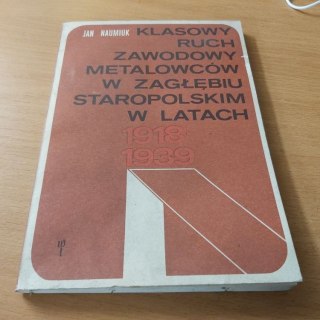 JAN NAUMIUK KLASOWY
RUCH
ZAWODOWY
METALOWCÓW
W ZAGŁĘBIU
STAROPOLSKIM
W LATACH
1918-
1939